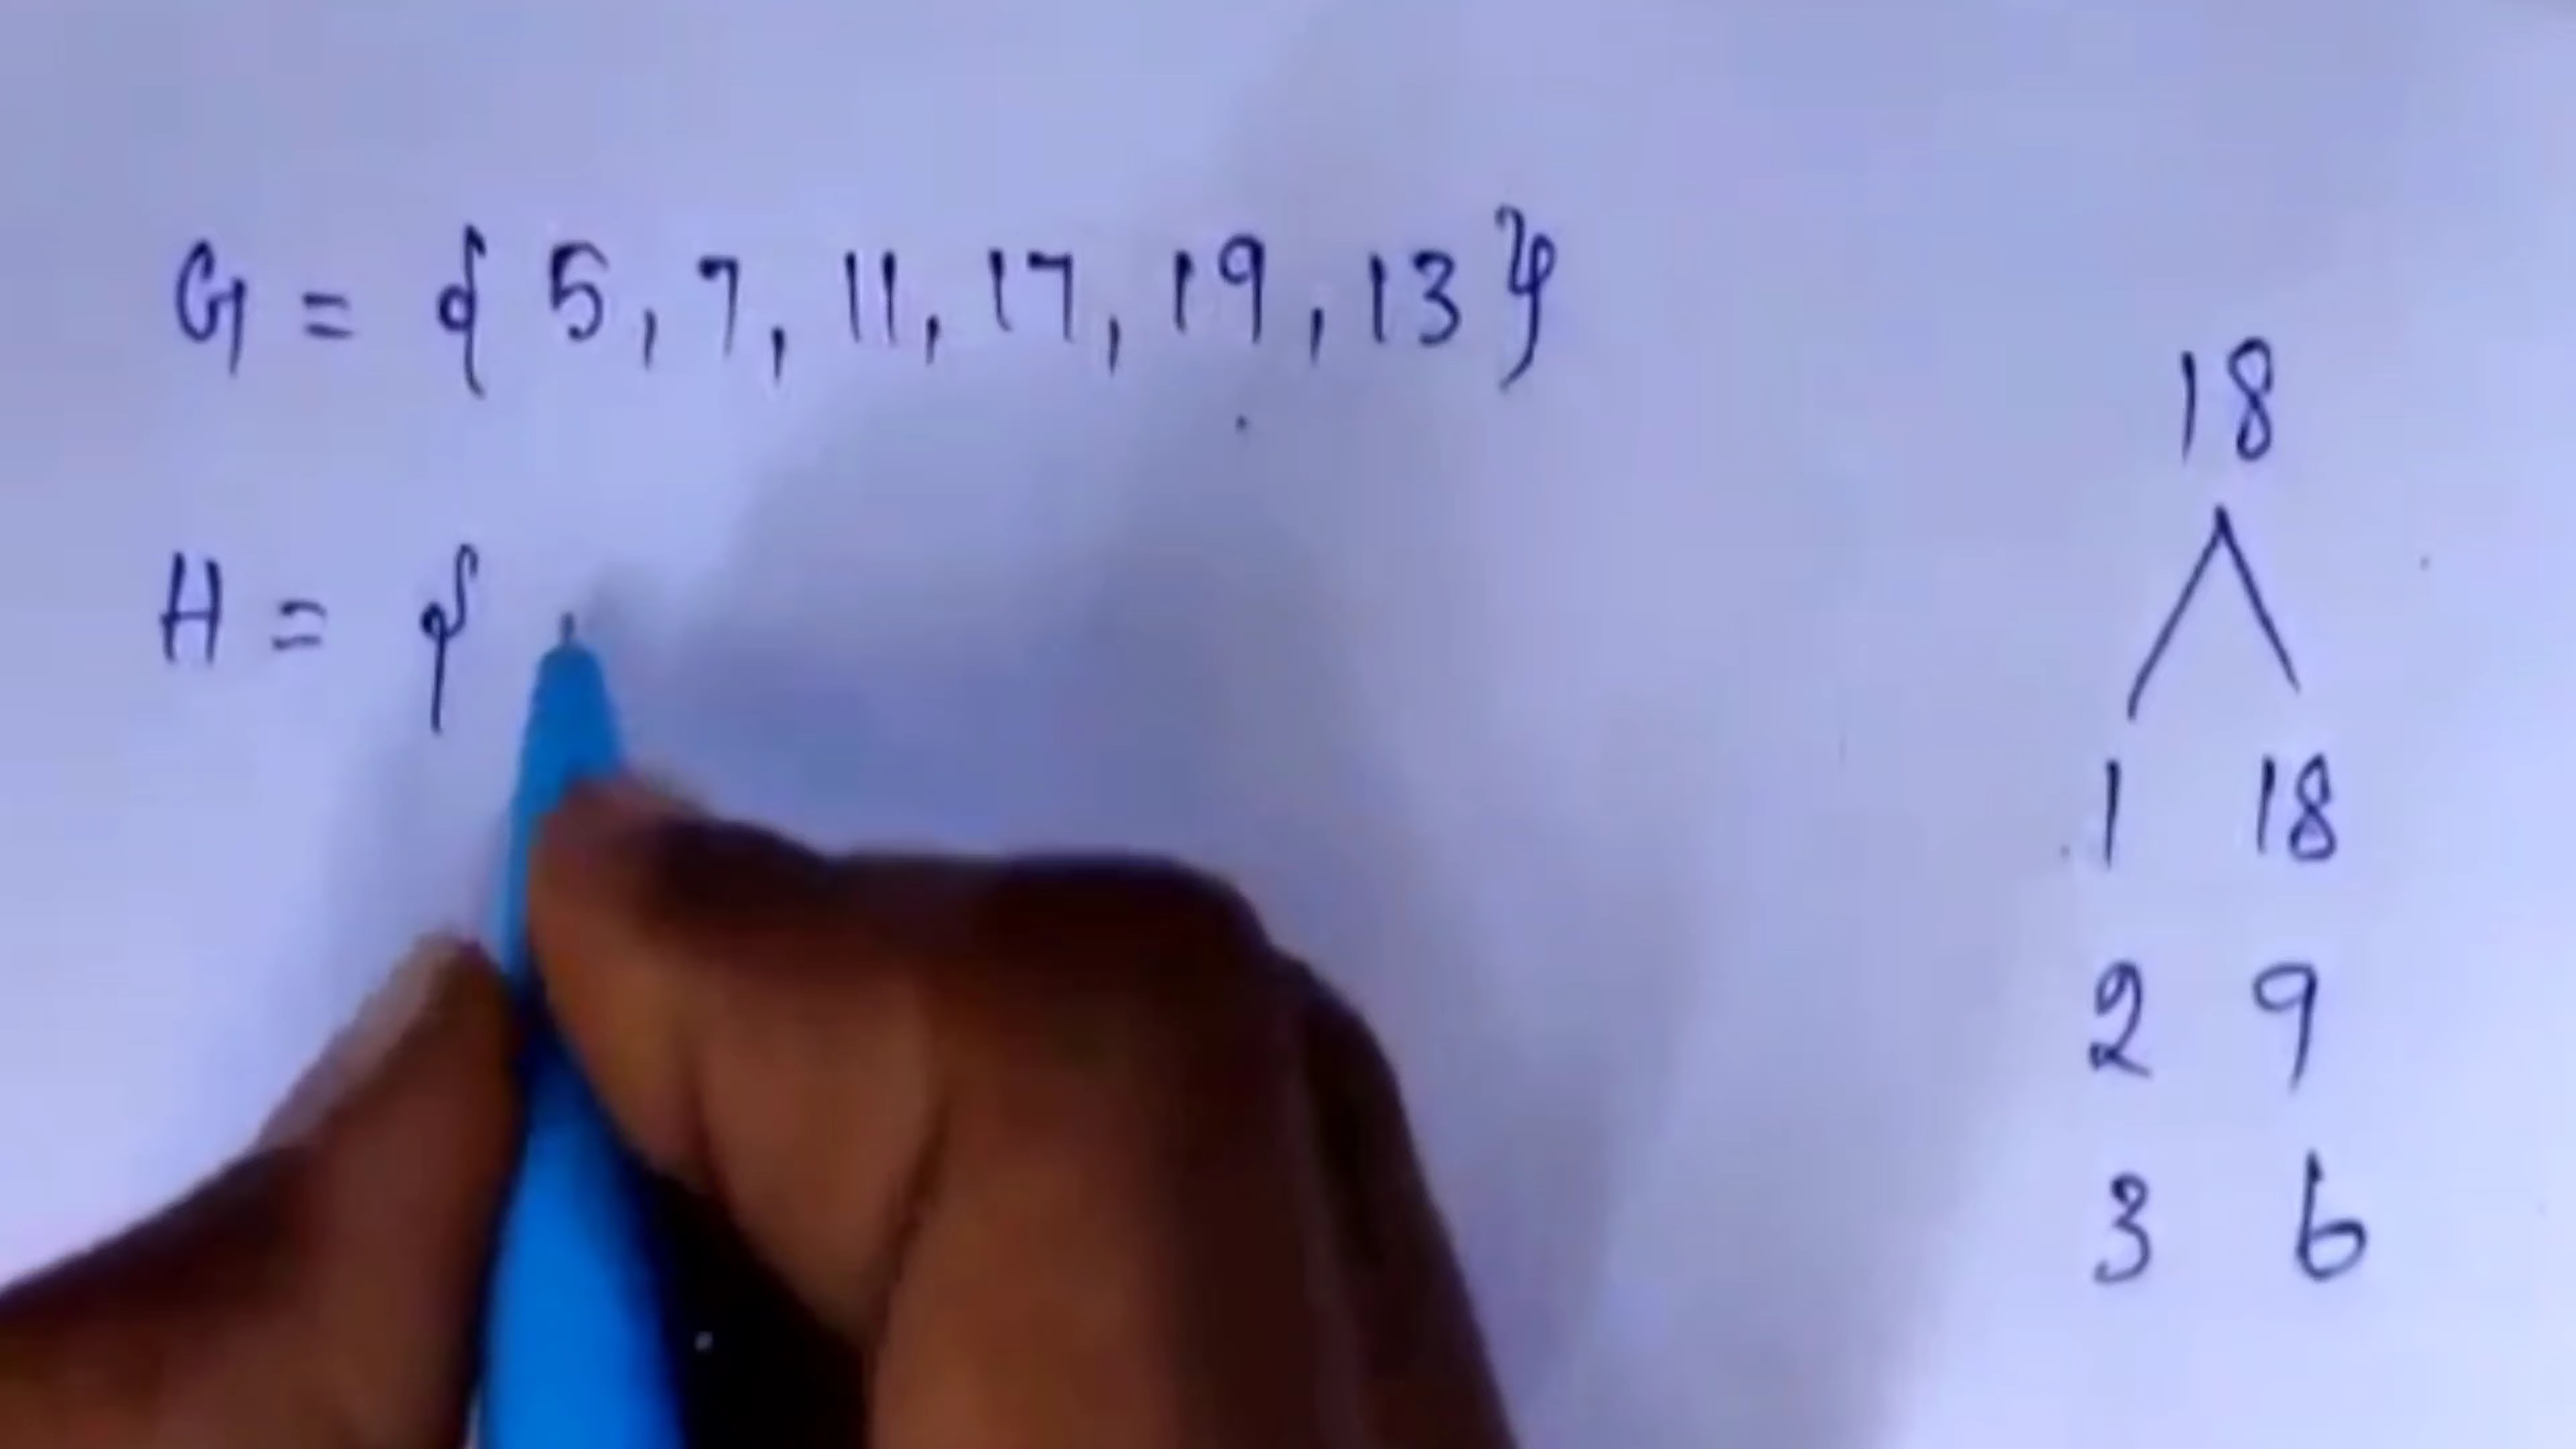 G = { 5, 7, 11, 17, 19, 13 }
H = {
18
1 18
2 9
3 6